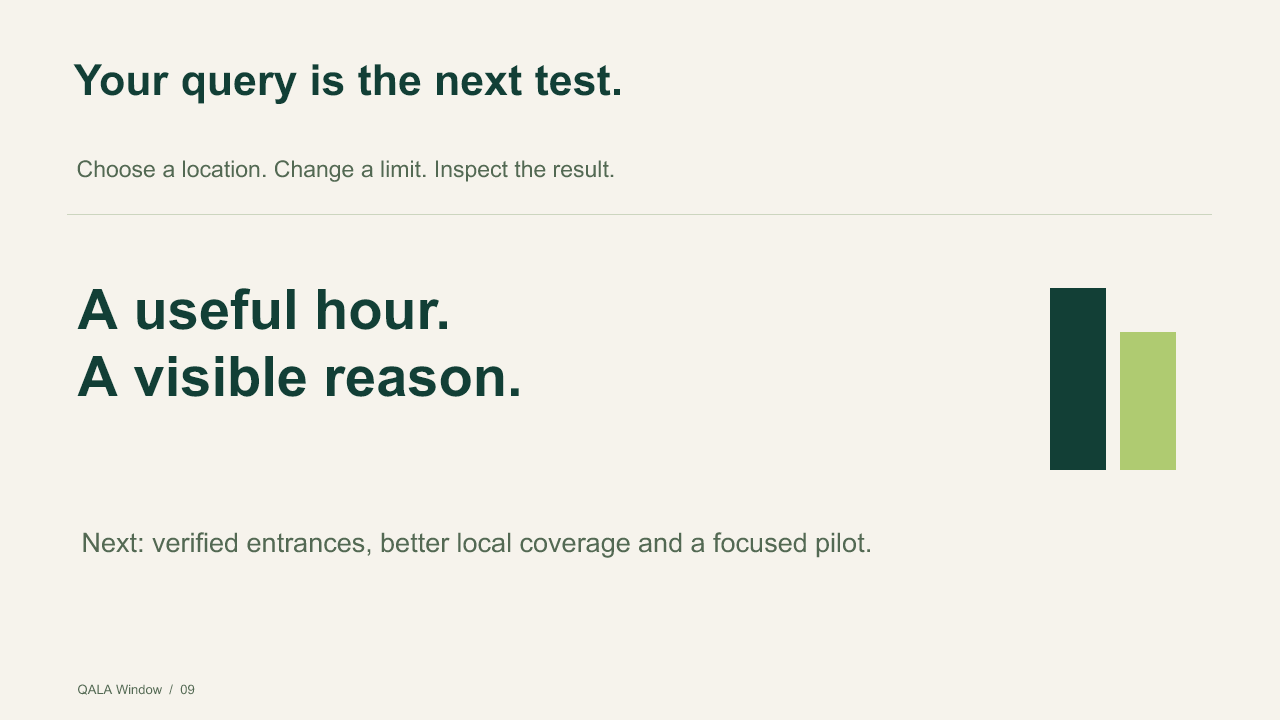 Your query is the next test.
Choose a location. Change a limit. Inspect the result.
A useful hour.
A visible reason.
Next: verified entrances, better local coverage and a focused pilot.
QALA Window / 09